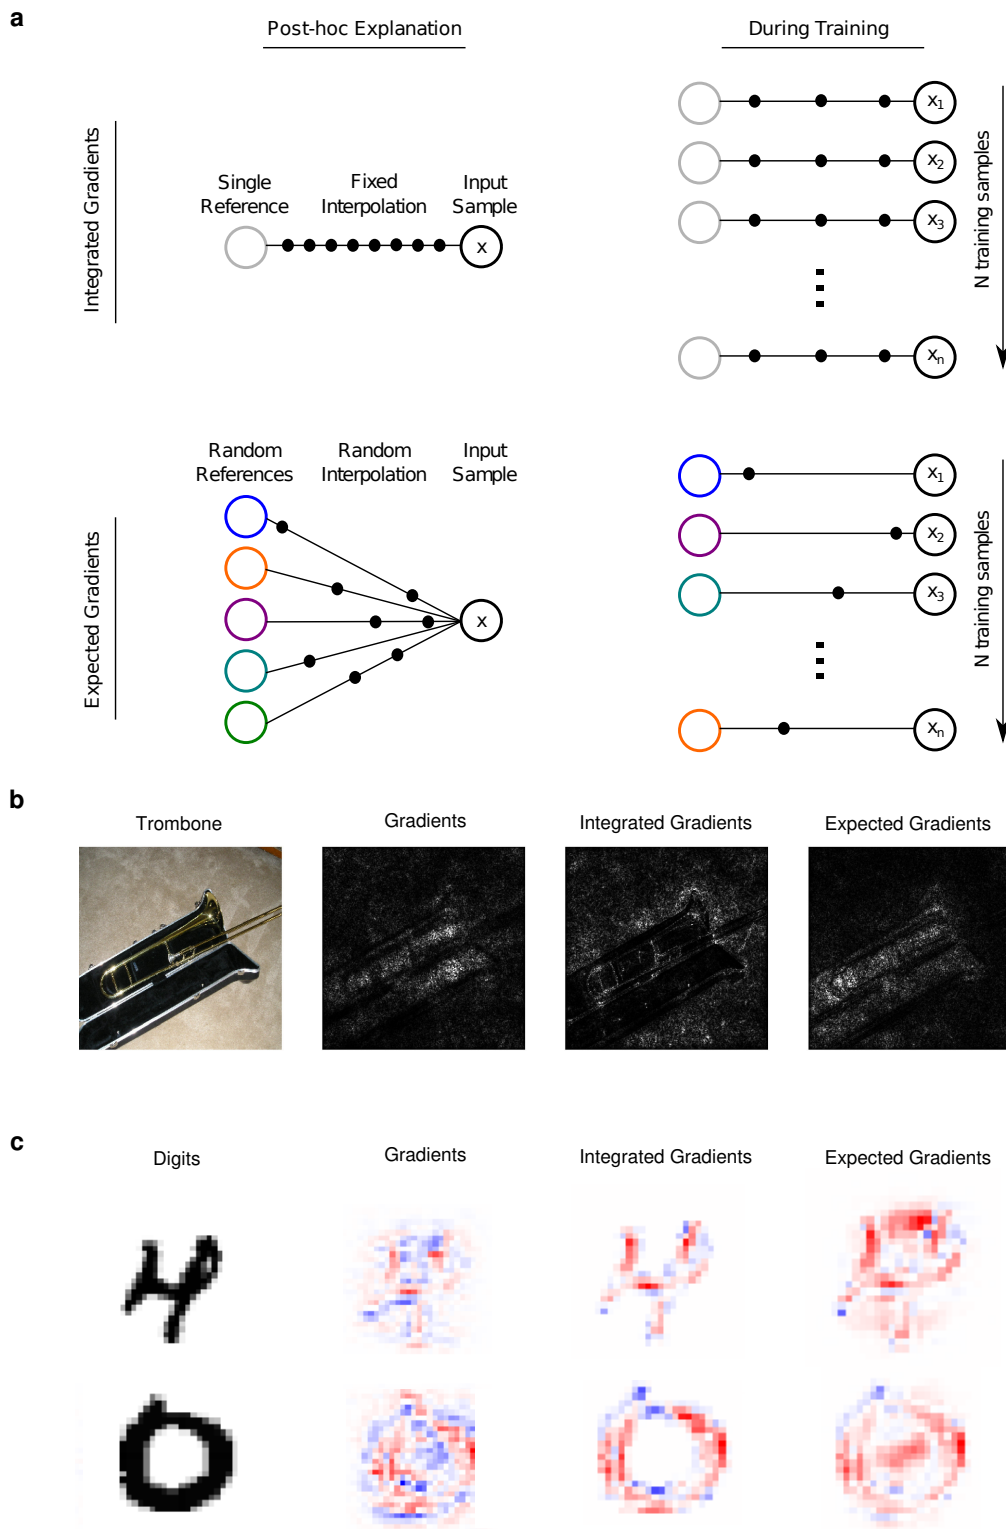 a
Post-hoc Explanation
During Training
Integrated Gradients
Single
Reference
Fixed
Interpolation
Input
Sample
x
x1
x2
x3
xn
N training samples
Expected Gradients
Random
References
Random
Interpolation
Input
Sample
x
x1
x2
x3
xn
N training samples
b
Trombone
Gradients
Integrated Gradients
Expected Gradients
c
Digits
Gradients
Integrated Gradients
Expected Gradients